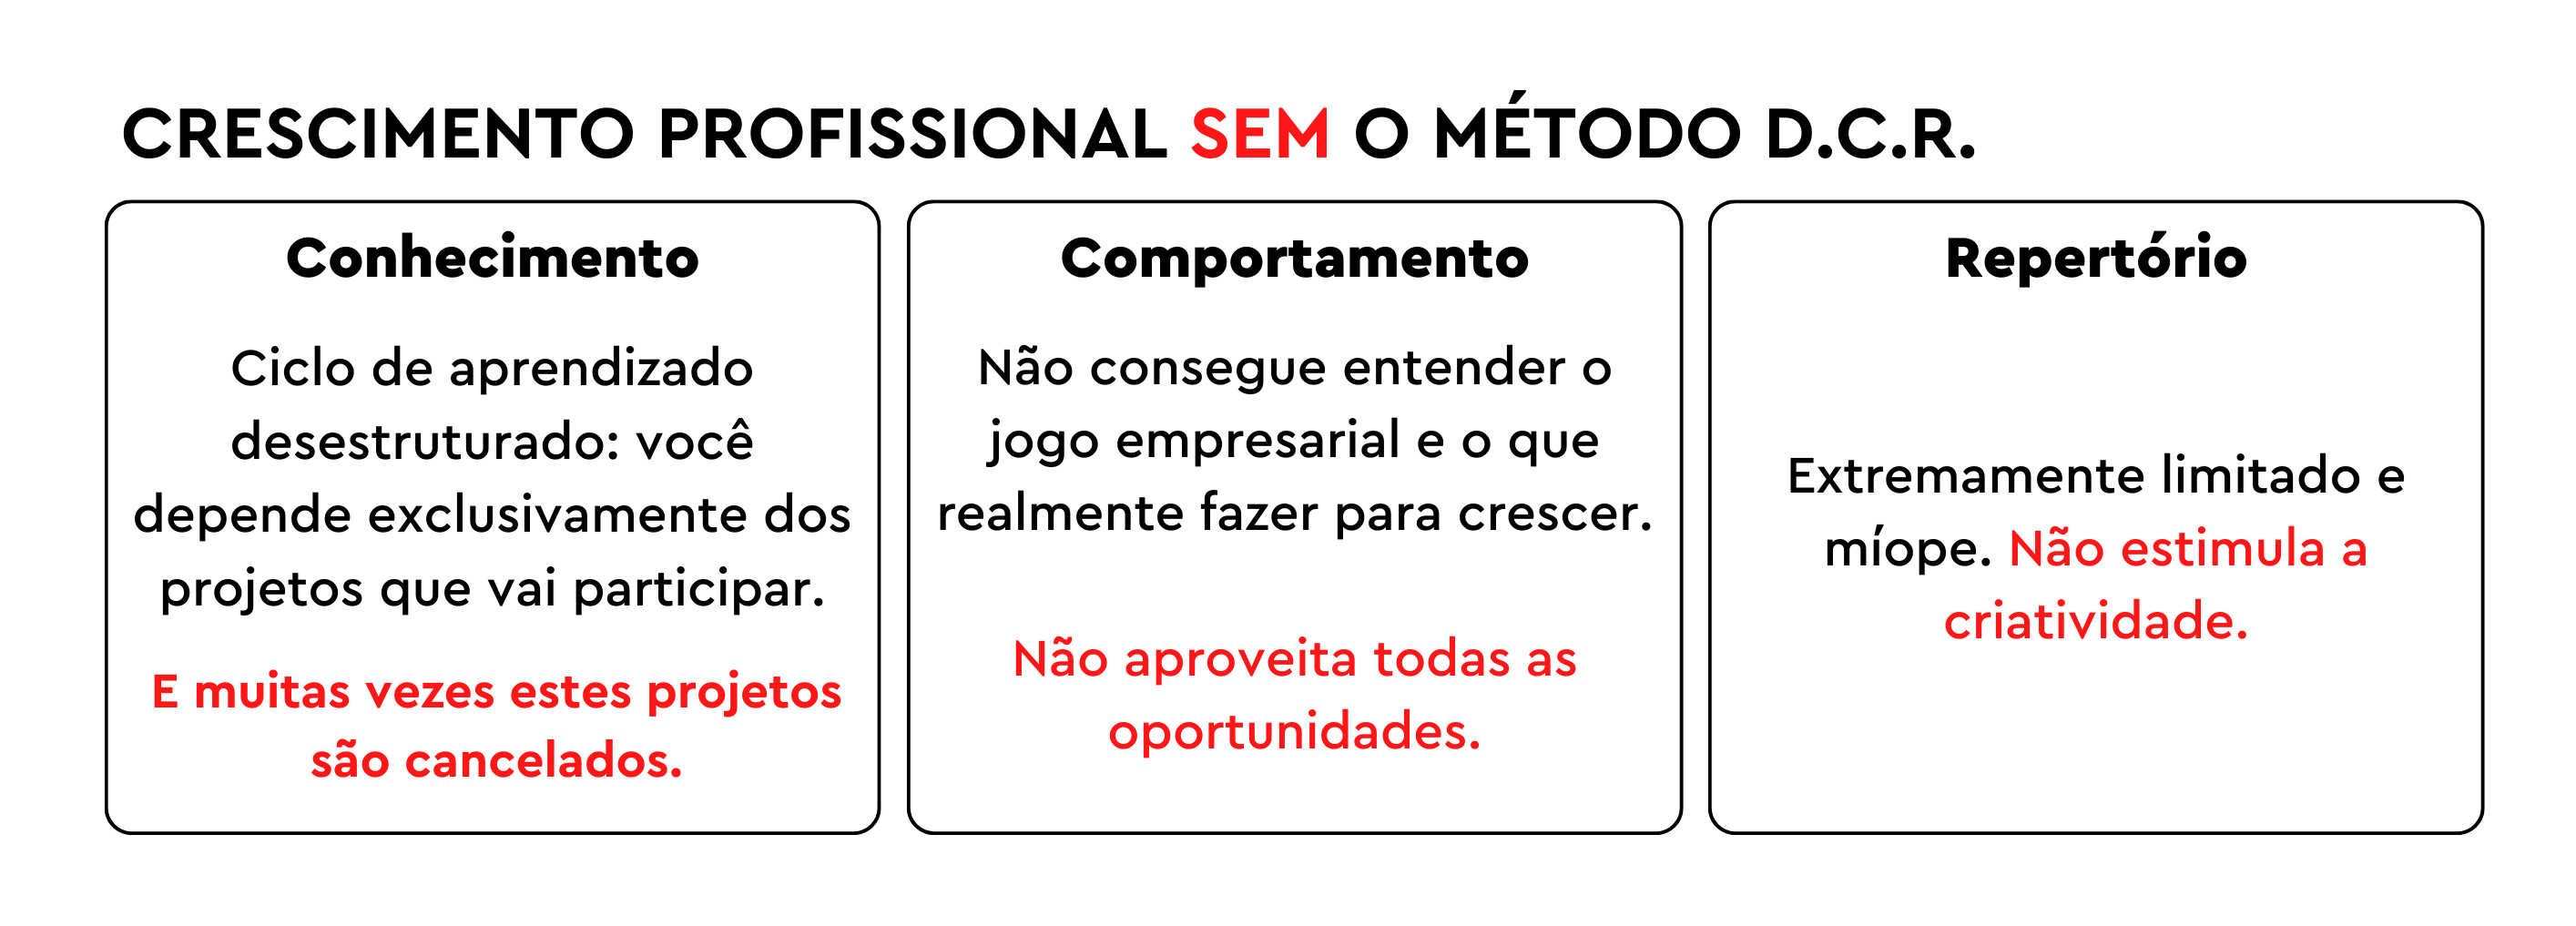 CRESCIMENTO PROFISSIONAL SEM O MÉTODO D.C.R.
Conhecimento
Ciclo de aprendizado
desestruturado: você
depende exclusivamente dos
projetos que vai participar.
E muitas vezes estes projetos
são cancelados.
Comportamento
Não consegue entender o
jogo empresarial e o que
realmente fazer para crescer.
Não aproveita todas as
oportunidades.
Repertório
Extremamente limitado e
míope. Não estimula a
criatividade.